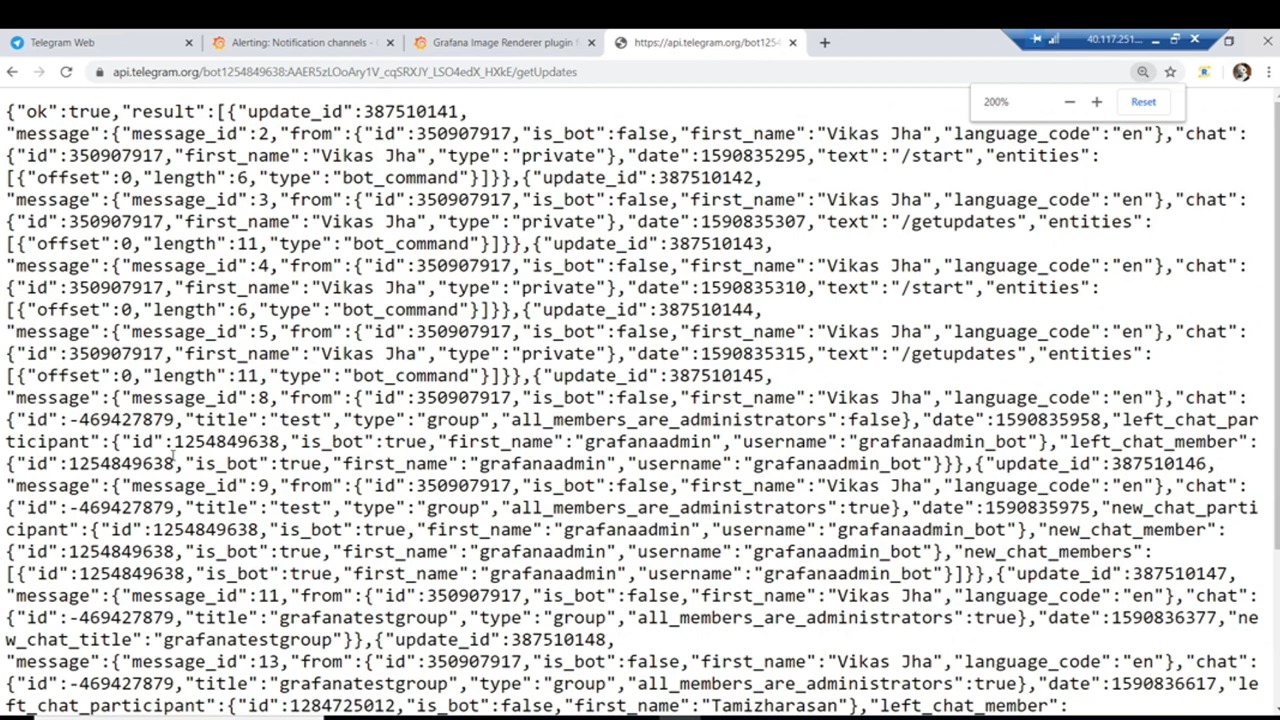 Telegram Web
Alerting: Notification channels -
Grafana Image Renderer plugin
https://api.telegram.org/bot1254
40.117.251...
api.telegram.org/bot1254849638:AAER5zLOoAry1V_cqSRXJY_LSO4edX_HXkE/getUpdates
200%
Reset
{"ok":true,"result":[{"update_id":387510141,
"message":{"message_id":2,"from":{"id":350907917,"is_bot":false,"first_name":"Vikas Jha","language_code":"en"},"chat":
{"id":350907917,"first_name":"Vikas Jha","type":"private"},"date":1590835295,"text":"/start","entities":
[{"offset":0,"length":6,"type":"bot_command"}]}},{"update_id":387510142,
"message":{"message_id":3,"from":{"id":350907917,"is_bot":false,"first_name":"Vikas Jha","language_code":"en"},"chat":
{"id":350907917,"first_name":"Vikas Jha","type":"private"},"date":1590835307,"text":"/getupdates","entities":
[{"offset":0,"length":11,"type":"bot_command"}]}},{"update_id":387510143,
"message":{"message_id":4,"from":{"id":350907917,"is_bot":false,"first_name":"Vikas Jha","language_code":"en"},"chat":
{"id":350907917,"first_name":"Vikas Jha","type":"private"},"date":1590835310,"text":"/start","entities":
[{"offset":0,"length":6,"type":"bot_command"}]}},{"update_id":387510144,
"message":{"message_id":5,"from":{"id":350907917,"is_bot":false,"first_name":"Vikas Jha","language_code":"en"},"chat":
{"id":350907917,"first_name":"Vikas Jha","type":"private"},"date":1590835315,"text":"/getupdates","entities":
[{"offset":0,"length":11,"type":"bot_command"}]}},{"update_id":387510145,
"message":{"message_id":8,"from":{"id":350907917,"is_bot":false,"first_name":"Vikas Jha","language_code":"en"},"chat":
{"id":-469427879,"title":"test","type":"group","all_members_are_administrators":false},"date":1590835958,"left_chat_par
ticipant":{"id":1254849638,"is_bot":true,"first_name":"grafanaadmin","username":"grafanaadmin_bot"},"left_chat_member":
{"id":1254849638,"is_bot":true,"first_name":"grafanaadmin","username":"grafanaadmin_bot"}}},{"update_id":387510146,
"message":{"message_id":9,"from":{"id":350907917,"is_bot":false,"first_name":"Vikas Jha","language_code":"en"},"chat":
{"id":-469427879,"title":"test","type":"group","all_members_are_administrators":true},"date":1590835975,"new_chat_parti
cipant":{"id":1254849638,"is_bot":true,"first_name":"grafanaadmin","username":"grafanaadmin_bot"},"new_chat_member":
{"id":1254849638,"is_bot":true,"first_name":"grafanaadmin","username":"grafanaadmin_bot"},"new_chat_members":
[{"id":1254849638,"is_bot":true,"first_name":"grafanaadmin","username":"grafanaadmin_bot"}]}},{"update_id":387510147,
"message":{"message_id":11,"from":{"id":350907917,"is_bot":false,"first_name":"Vikas Jha","language_code":"en"},"chat":
{"id":-469427879,"title":"grafanatestgroup","type":"group","all_members_are_administrators":true},"date":1590836377,"ne
w_chat_title":"grafanatestgroup"}},{"update_id":387510148,
"message":{"message_id":13,"from":{"id":350907917,"is_bot":false,"first_name":"Vikas Jha","language_code":"en"},"chat":
{"id":-469427879,"title":"grafanatestgroup","type":"group","all_members_are_administrators":true},"date":1590836617,"le
ft_chat_participant":{"id":1284725012,"is_bot":false,"first_name":"Tamizharasan"},"left_chat_member":